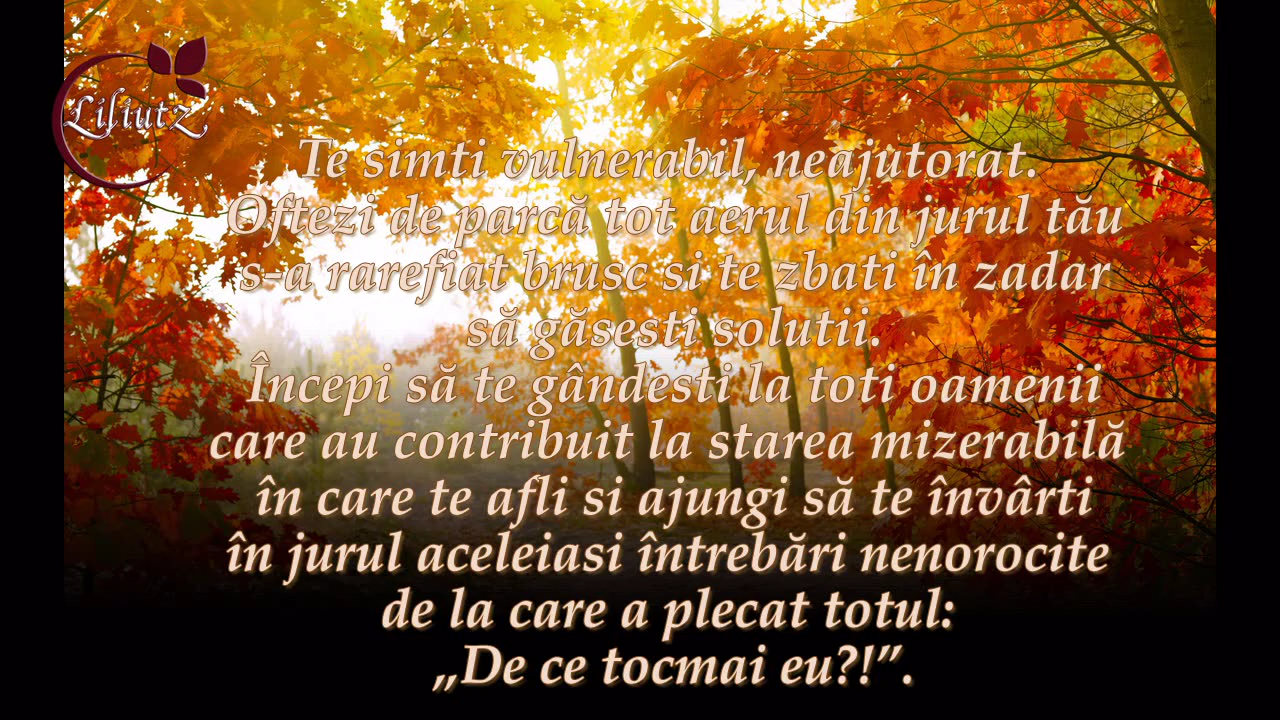 Liliutz
Te simti vulnerabil, neajutorat.
Oftezi de parcă tot aerul din jurul tău
s-a rarefiat brusc si te zbati în zadar
să găsesti solutii.
Începi să te gândesti la toti oamenii
care au contribuit la starea mizerabilă
în care te afli si ajungi să te învârti
în jurul aceleiasi întrebări nenorocite
de la care a plecat totul:
„De ce tocmai eu?!”.